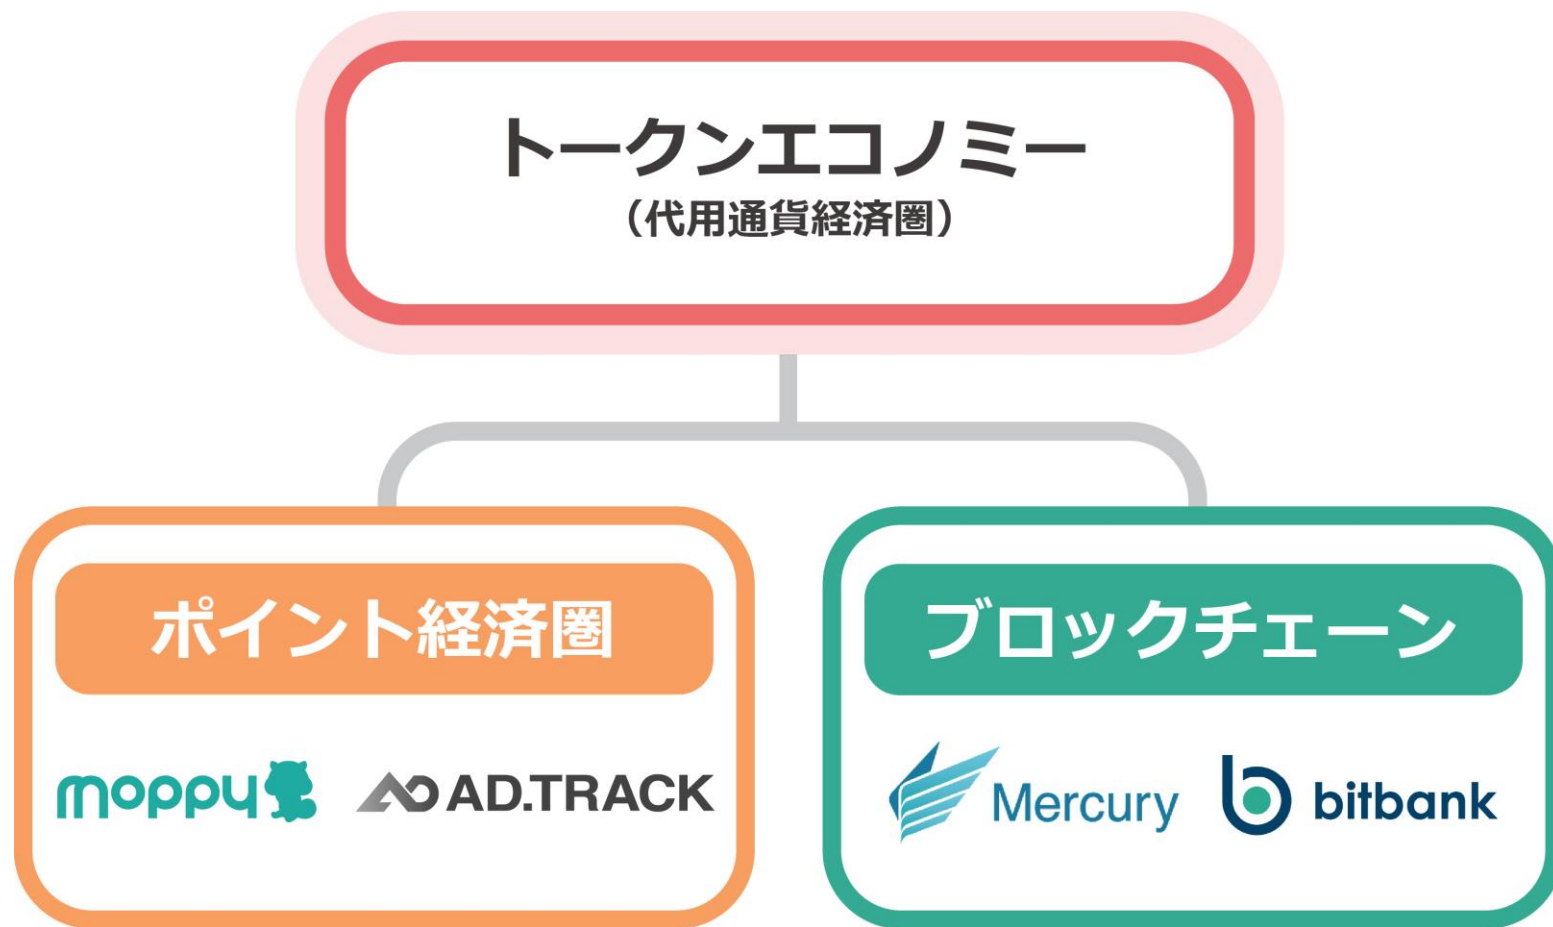 トークンエコノミー
（代用通貨経済圏）
ポイント経済圏
moppy
AD.TRACK
ブロックチェーン
Mercury
bitbank